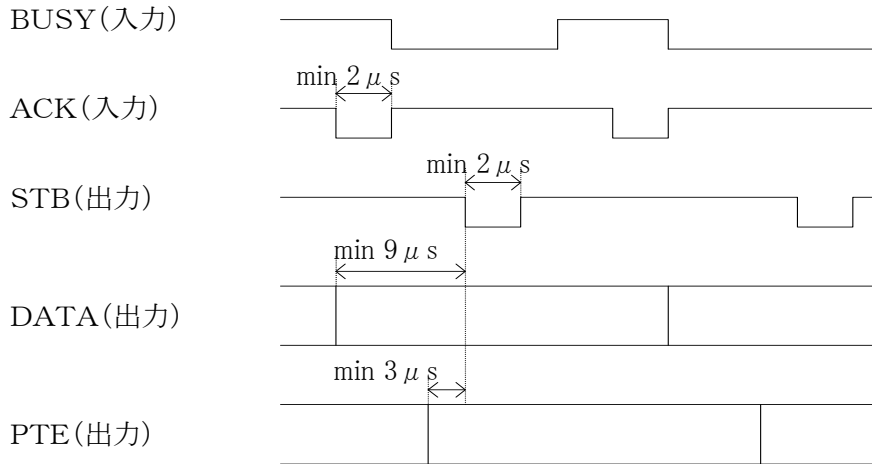 BUSY(入力)
min 2μs
ACK(入力)
min 2μs
STB(出力)
min 9μs
DATA(出力)
min 3μs
PTE(出力)